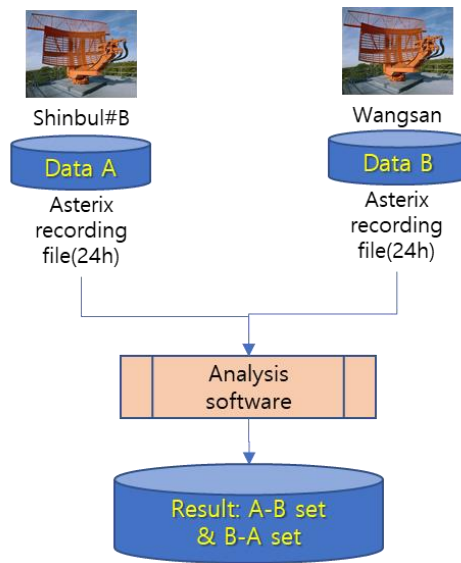 Shinbul#B
Wangsan
Data A
Data B
Asterix
recording
file(24h)
Asterix
recording
file(24h)
Analysis
software
Result: A-B set
& B-A set